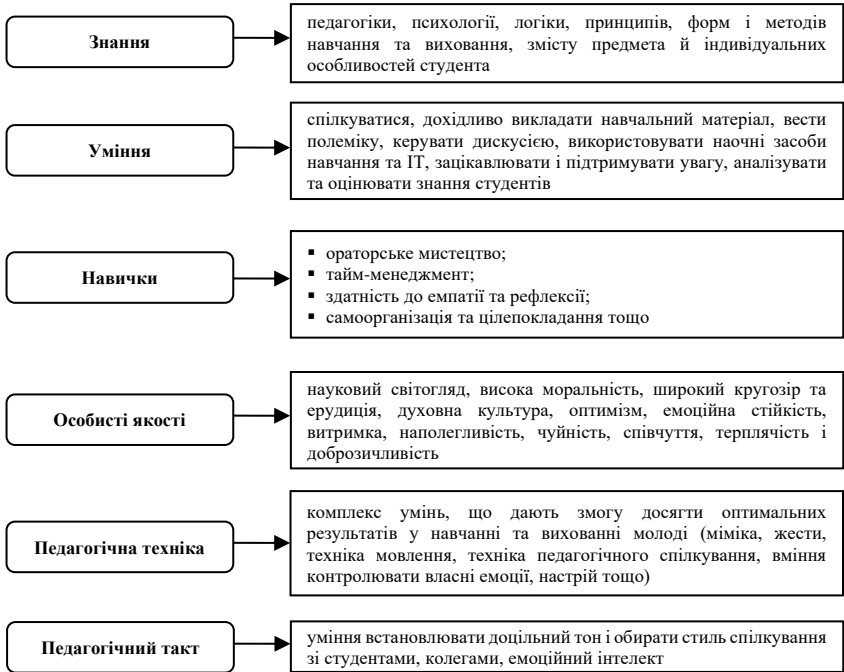 Знання
педагогіки, психології, логіки, принципів, форм і методів
навчання та виховання, змісту предмета й індивідуальних
особливостей студента
Уміння
спілкуватися, дохідливо викладати навчальний матеріал, вести
полеміку, керувати дискусією, використовувати наочні засоби
навчання та ІТ, зацікавлювати і підтримувати увагу, аналізувати
та оцінювати знання студентів
Навички
▪ ораторське мистецтво;
▪ тайм-менеджмент;
▪ здатність до емпатії та рефлексії;
▪ самоорганізація та цілепокладання тощо
Особисті якості
науковий світогляд, висока моральність, широкий кругозір та
ерудиція, духовна культура, оптимізм, емоційна стійкість,
витримка, наполегливість, чуйність, співчуття, терплячість і
доброзичливість
Педагогічна техніка
комплекс умінь, що дають змогу досягти оптимальних
результатів у навчанні та вихованні молоді (міміка, жести,
техніка мовлення, техніка педагогічного спілкування, вміння
контролювати власні емоції, настрій тощо)
Педагогічний такт
уміння встановлювати доцільний тон і обирати стиль спілкування
зі студентами, колегами, емоційний інтелект